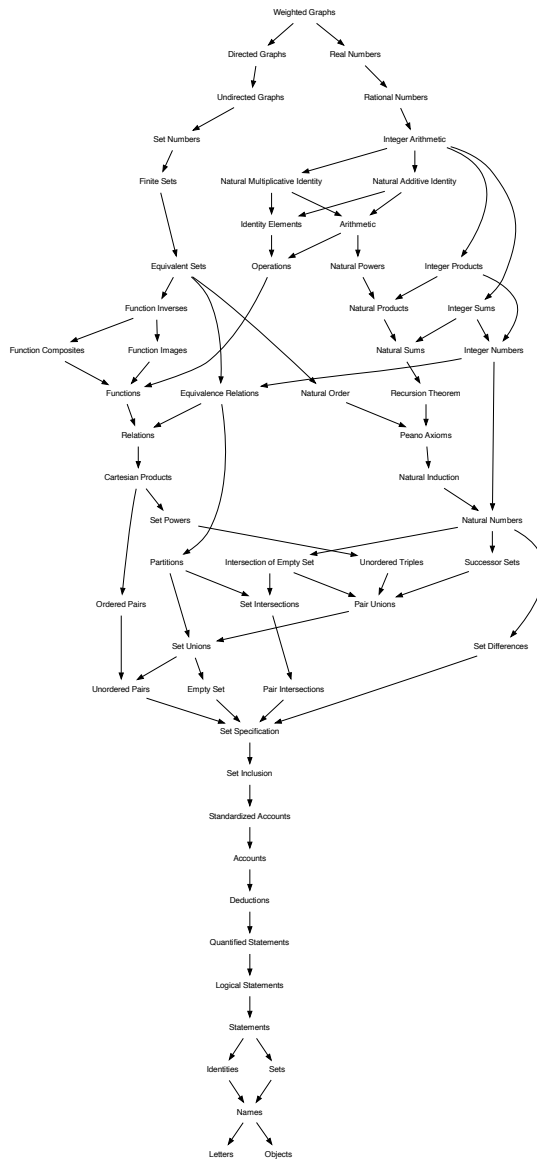 Weighted Graphs
Directed Graphs
Real Numbers
Undirected Graphs
Rational Numbers
Set Numbers
Integer Arithmetic
Finite Sets
Natural Multiplicative Identity
Natural Additive Identity
Identity Elements
Arithmetic
Equivalent Sets
Operations
Natural Powers
Integer Products
Function Inverses
Natural Products
Integer Sums
Function Composites
Function Images
Natural Sums
Integer Numbers
Functions
Equivalence Relations
Natural Order
Recursion Theorem
Relations
Peano Axioms
Cartesian Products
Natural Induction
Set Powers
Natural Numbers
Partitions
Intersection of Empty Set
Unordered Triples
Successor Sets
Ordered Pairs
Set Intersections
Pair Unions
Set Unions
Set Differences
Unordered Pairs
Empty Set
Pair Intersections
Set Specification
Set Inclusion
Standardized Accounts
Accounts
Deductions
Quantified Statements
Logical Statements
Statements
Identities
Sets
Names
Letters
Objects